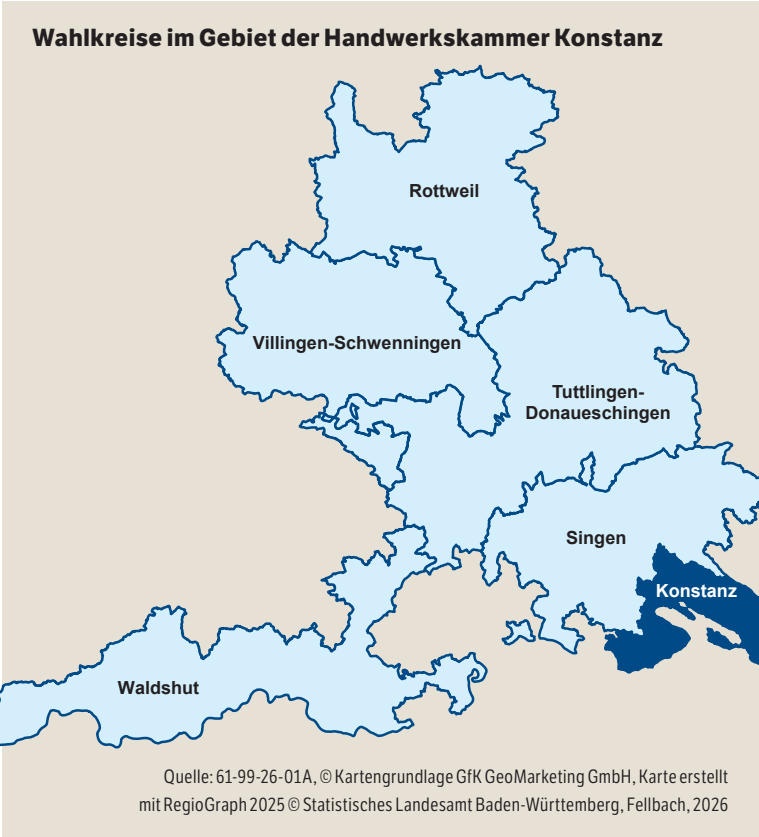 Wahlkreise im Gebiet der Handwerkskammer Konstanz
Rottweil
Villingen-Schwenningen
Tuttlingen-
Donaueschingen
Singen
Konstanz
Waldshut
Quelle: 61-99-26-01A, © Kartengrundlage GfK GeoMarketing GmbH, Karte erstellt
mit RegioGraph 2025 © Statistisches Landesamt Baden-Württemberg, Fellbach, 2026